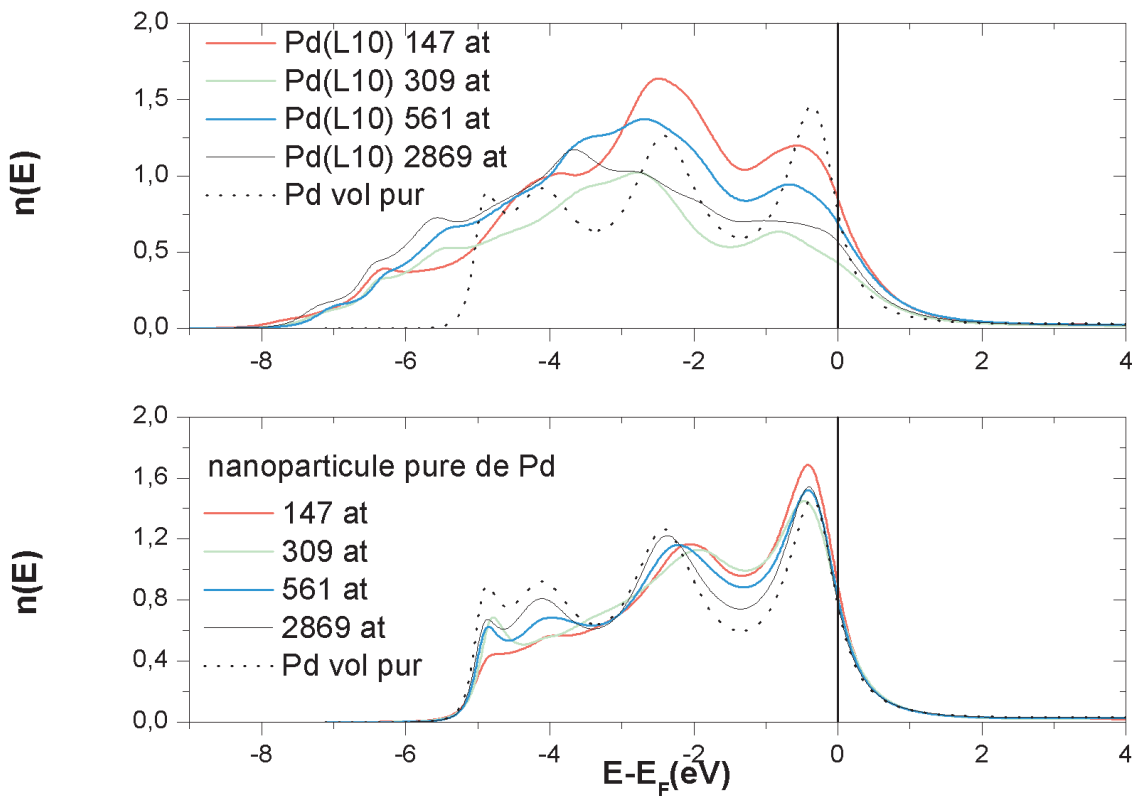 2,0
Pd(L10) 147 at
Pd(L10) 309 at
Pd(L10) 561 at
Pd(L10) 2869 at
Pd vol pur
1,5
1,0
0,5
0,0
n(E)
-8 -6 -4 -2 0 2 4
2,0
nanoparticule pure de Pd
147 at
309 at
561 at
2869 at
Pd vol pur
1,6
1,2
0,8
0,4
0,0
n(E)
-8 -6 -4 -2 0 2 4
E-EF(eV)